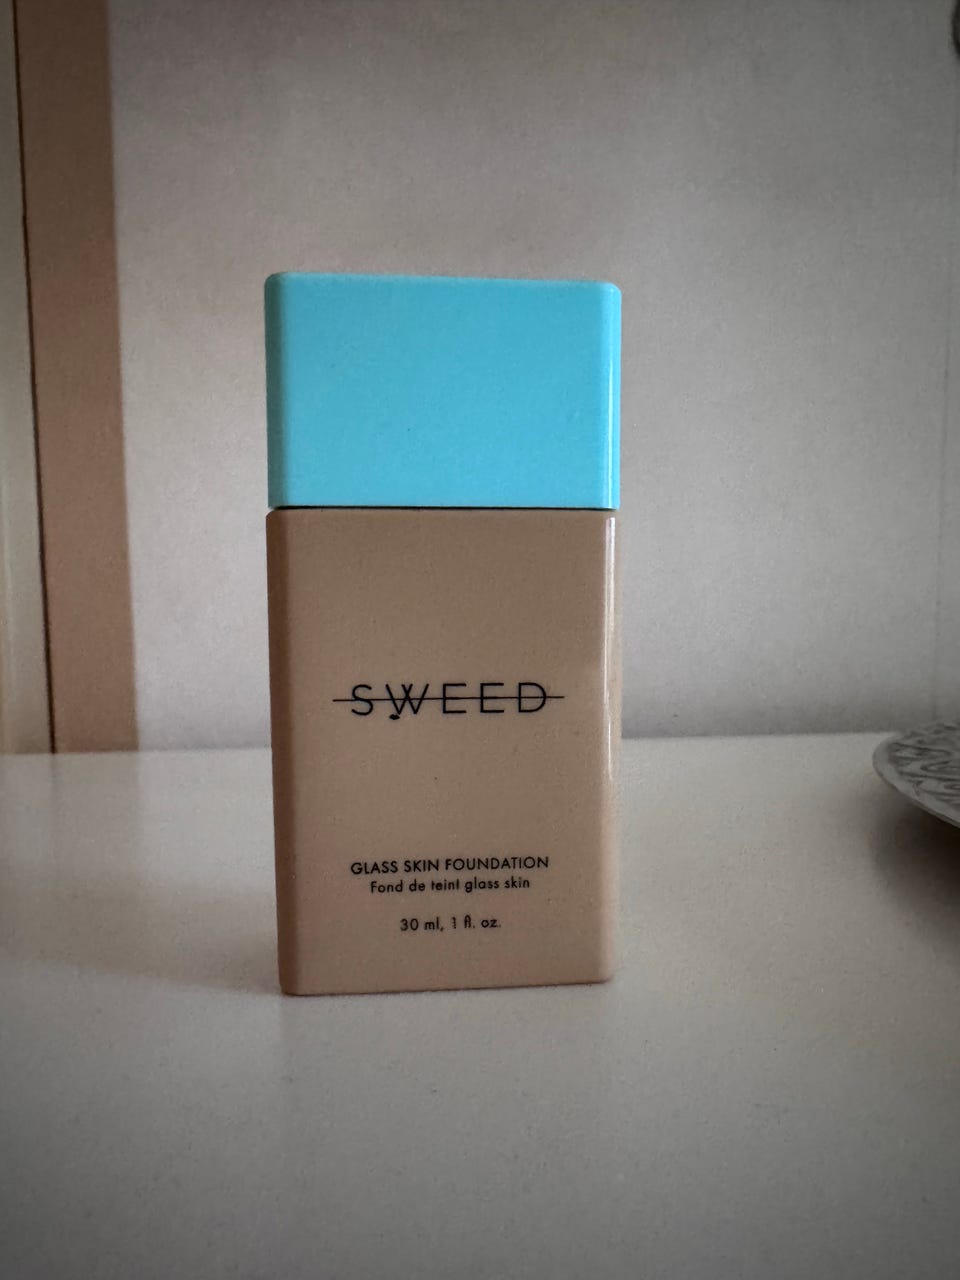 SWEED
GLASS SKIN FOUNDATION
Fond de teint glass skin
30 ml, 1 fl. oz.